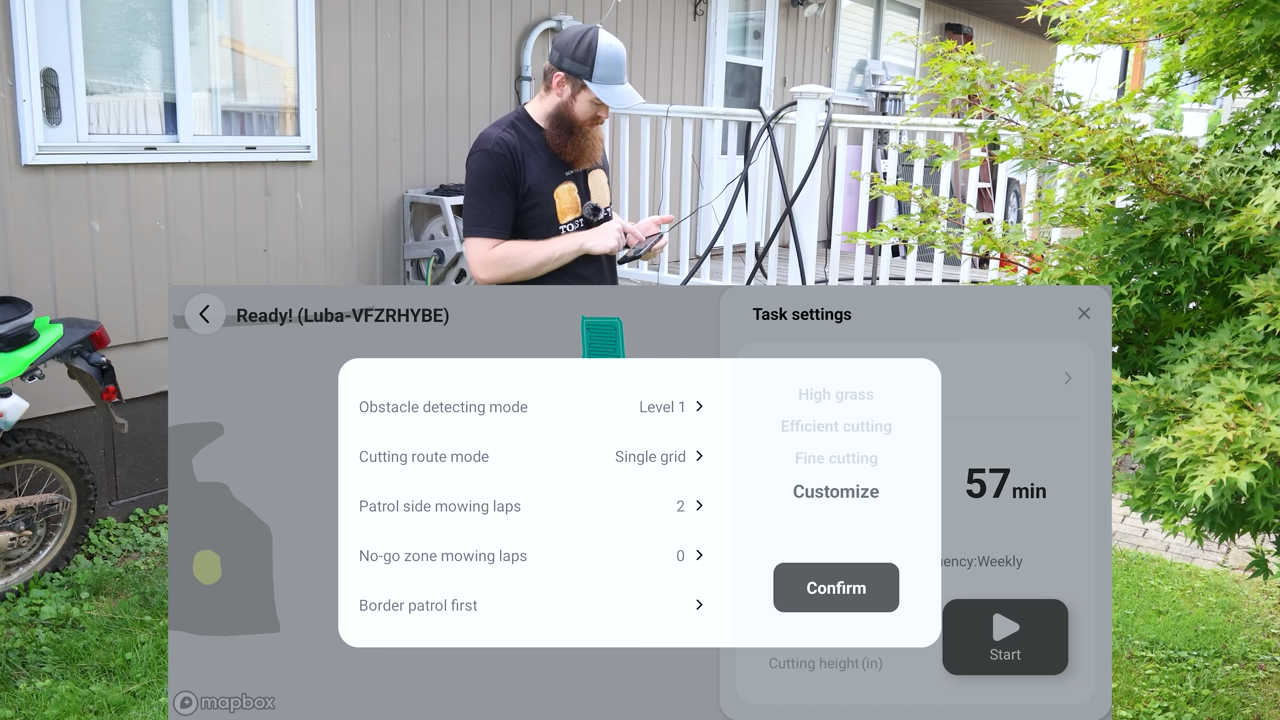 Ready! (Luba-VFZRHYBE)
Task settings
Obstacle detecting mode Level 1
Cutting route mode Single grid
Patrol side mowing laps 2
No-go zone mowing laps 0
Border patrol first
High grass
Efficient cutting
Fine cutting
Customize
Confirm
57 min
uency:Weekly
Start
Cutting height (in)
mapbox